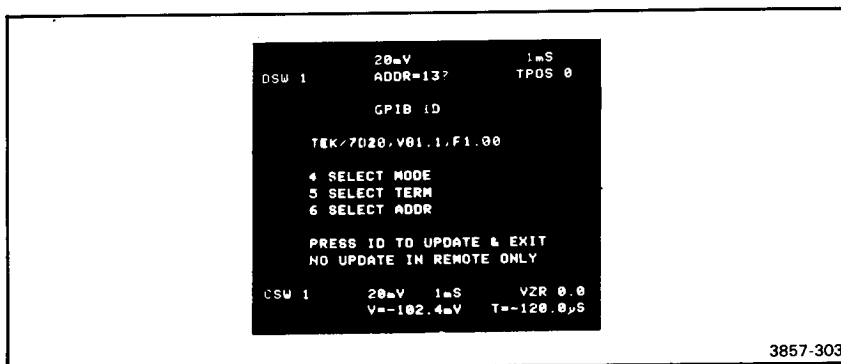 20mV 1mS
DSW 1 ADDR=13? TPOS 0
GPIB ID
TEK/7D20,V81.1,F1.00
4 SELECT MODE
5 SELECT TERM
6 SELECT ADDR
PRESS ID TO UPDATE & EXIT
NO UPDATE IN REMOTE ONLY
CSW 1 20mV 1mS VZR 0.0
V=-102.4mV T=-120.0µS
3857-303